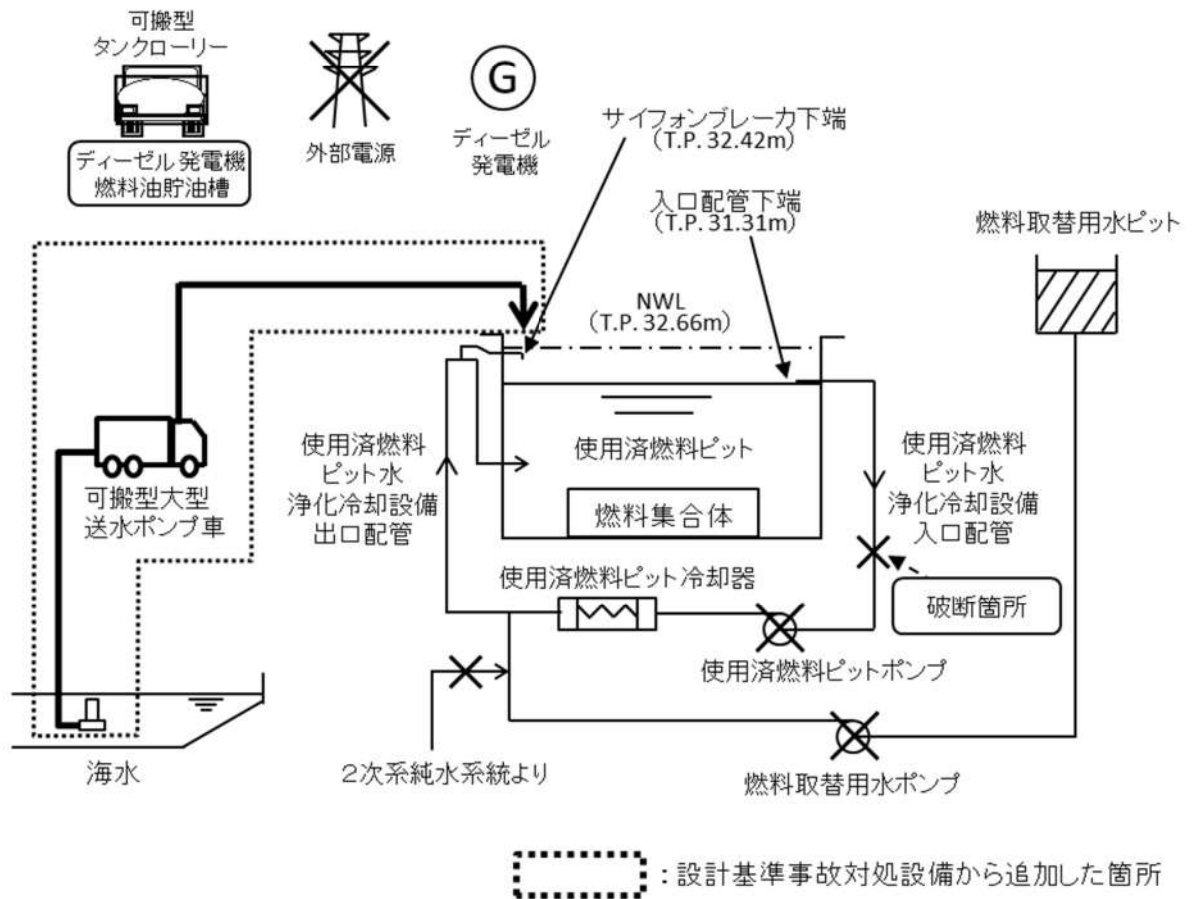 可搬型
タンクローリー
ディーゼル発電機
燃料油貯油槽
外部電源
G
ディーゼル
発電機
サイフォンブレーカ下端
(T.P. 32.42m)
入口配管下端
(T.P. 31.31m)
燃料取替用水ピット
NWL
(T.P. 32.66m)
可搬型大型
送水ポンプ車
使用済燃料
ピット水
浄化冷却設備
出口配管
使用済燃料ピット
燃料集合体
使用済燃料
ピット水
浄化冷却設備
入口配管
破断箇所
使用済燃料ピット冷却器
使用済燃料ピットポンプ
海水
2次系純水系統より
燃料取替用水ポンプ
：設計基準事故対処設備から追加した箇所